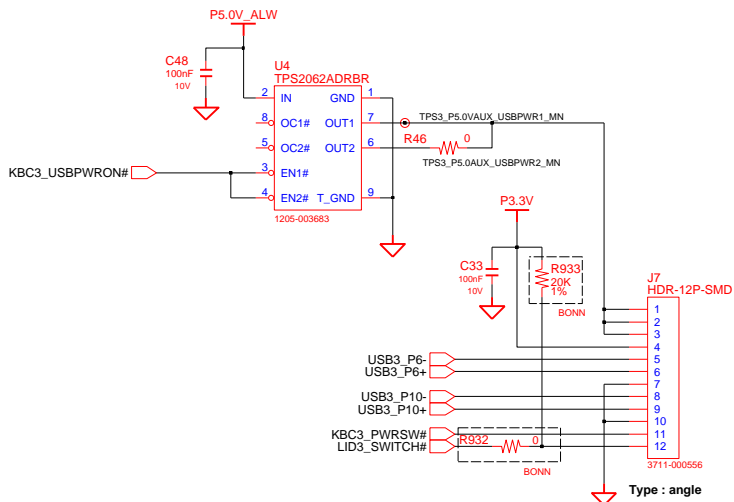 P5.0V_ALW
C48
100nF
10V
U4
TPS2062ADRBR
2 IN GND 1
8 OC1# OUT1 7
5 OC2# OUT2 6
3 EN1#
4 EN2# T_GND 9
1205-003683
KBC3_USBPWRON#
TPS3_P5.0VAUX_USBPWR1_MN
R46 0
TPS3_P5.0AUX_USBPWR2_MN
P3.3V
C33
100nF
10V
R933
20K
1%
BONN
J7
HDR-12P-SMD
1
2
3
4
USB3_P6- 5
USB3_P6+ 6
7
USB3_P10- 8
USB3_P10+ 9
10
KBC3_PWRSW# 11
LID3_SWITCH# R932 0 12
BONN
3711-000556
Type : angle